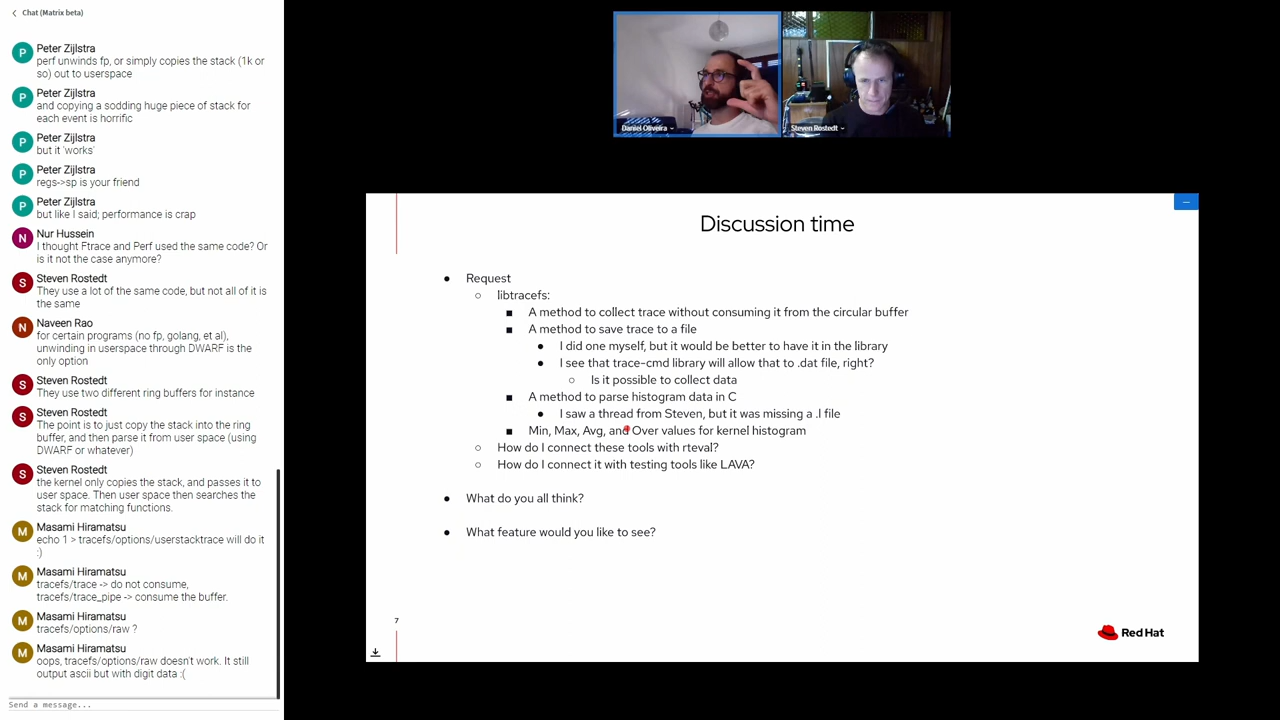 Chat (Matrix beta)
P
Peter Zijlstra
perf unwinds fp, or simply copies the stack (1k or
so) out to userspace
P
Peter Zijlstra
and copying a sodding huge piece of stack for
each event is horrific
P
Peter Zijlstra
but it 'works'
P
Peter Zijlstra
regs->sp is your friend
P
Peter Zijlstra
but like I said; performance is crap
N
Nur Hussein
I thought Ftrace and Perf used the same code? Or
is it not the case anymore?
S
Steven Rostedt
They use a lot of the same code, but not all of it is
the same
N
Naveen Rao
for certain programs (no fp, golang, et al),
unwinding in userspace through DWARF is the
only option
S
Steven Rostedt
They use two different ring buffers for instance
S
Steven Rostedt
The point is to just copy the stack into the ring
buffer, and then parse it from user space (using
DWARF or whatever)
S
Steven Rostedt
the kernel only copies the stack, and passes it to
user space. Then user space then searches the
stack for matching functions.
M
Masami Hiramatsu
echo 1 > tracefs/options/userstacktrace will do it
:)
M
Masami Hiramatsu
tracefs/trace -> do not consume,
tracefs/trace_pipe -> consume the buffer.
M
Masami Hiramatsu
tracefs/options/raw ?
M
Masami Hiramatsu
oops, tracefs/options/raw doesn't work. It still
output ascii but with digit data :(
Send a message...
Daniel Oliveira
Steven Rostedt
Discussion time
Request
libtracefs:
A method to collect trace without consuming it from the circular buffer
A method to save trace to a file
I did one myself, but it would be better to have it in the library
I see that trace-cmd library will allow that to .dat file, right?
Is it possible to collect data
A method to parse histogram data in C
I saw a thread from Steven, but it was missing a .l file
Min, Max, Avg, and Over values for kernel histogram
How do I connect these tools with rteval?
How do I connect it with testing tools like LAVA?
What do you all think?
What feature would you like to see?
7
Red Hat